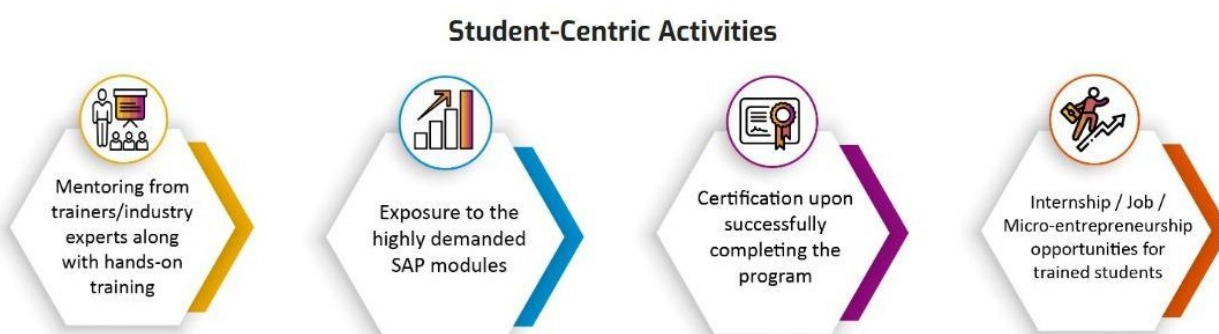 Student-Centric Activities
Mentoring from
trainers/industry
experts along
with hands-on
training
Exposure to the
highly demanded
SAP modules
Certification upon
successfully
completing the
program
Internship / Job /
Micro-entrepreneurship
opportunities for
trained students